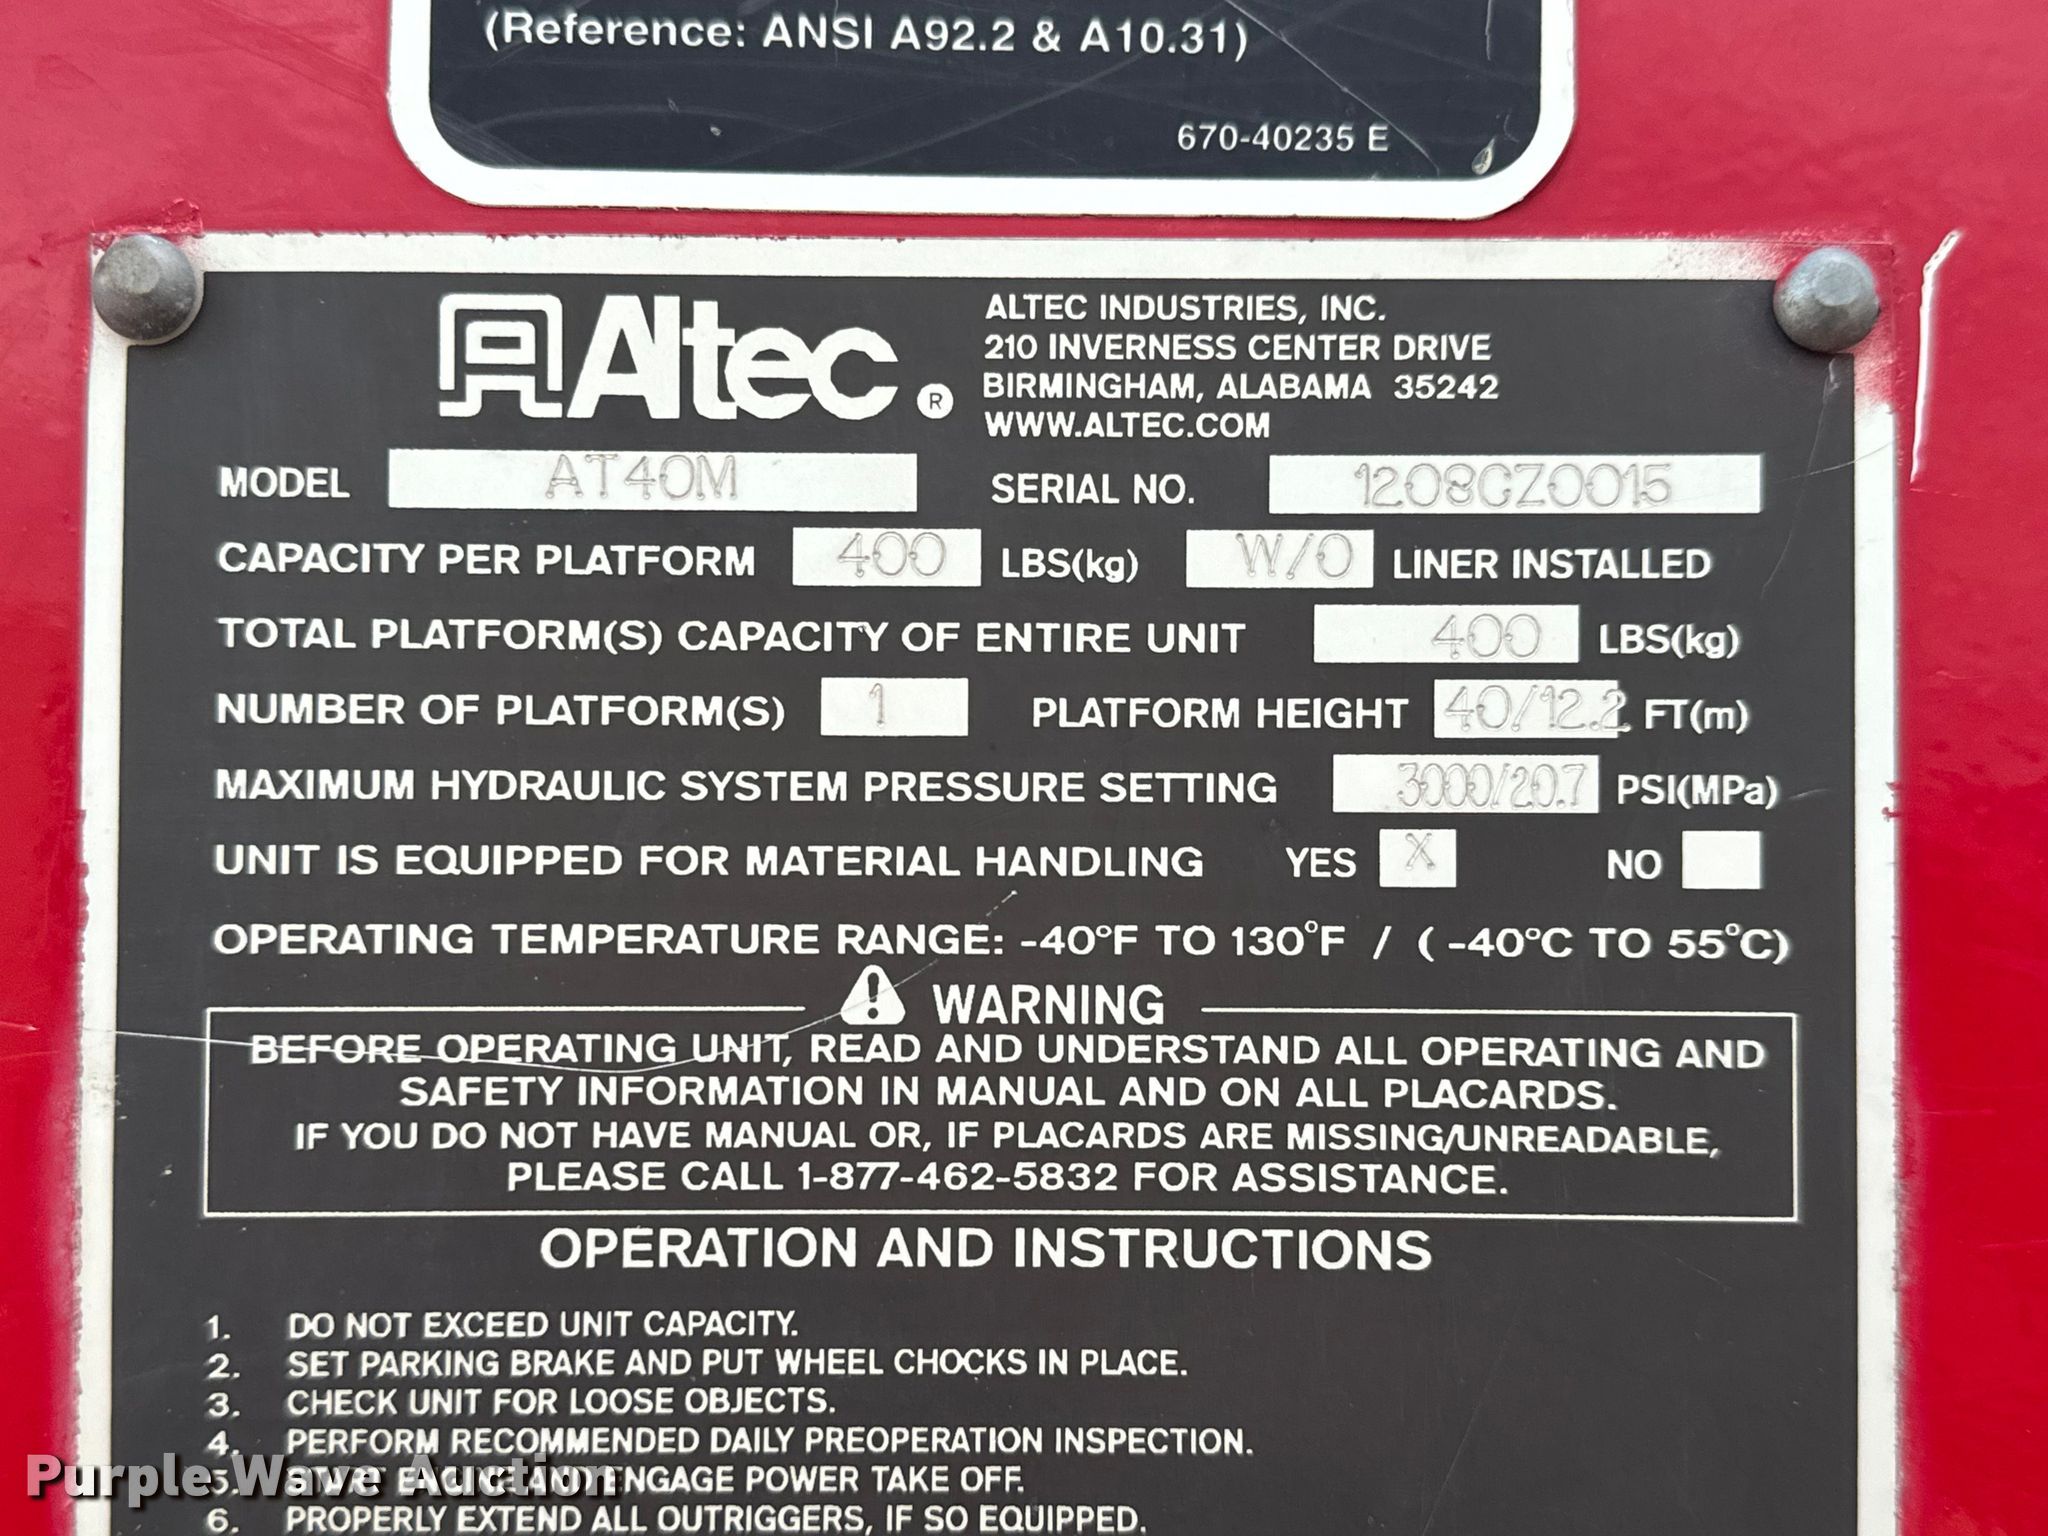 (Reference: ANSI A92.2 & A10.31)
670-40235 E
Altec ®
ALTEC INDUSTRIES, INC.
210 INVERNESS CENTER DRIVE
BIRMINGHAM, ALABAMA 35242
WWW.ALTEC.COM
MODEL AT40M SERIAL NO. 1208CZ0015
CAPACITY PER PLATFORM 400 LBS(kg) W/O LINER INSTALLED
TOTAL PLATFORM(S) CAPACITY OF ENTIRE UNIT 400 LBS(kg)
NUMBER OF PLATFORM(S) 1 PLATFORM HEIGHT 40/12.2 FT(m)
MAXIMUM HYDRAULIC SYSTEM PRESSURE SETTING 3000/20.7 PSI(MPa)
UNIT IS EQUIPPED FOR MATERIAL HANDLING YES X NO
OPERATING TEMPERATURE RANGE: -40°F TO 130°F / ( -40°C TO 55°C)
WARNING
BEFORE OPERATING UNIT, READ AND UNDERSTAND ALL OPERATING AND
SAFETY INFORMATION IN MANUAL AND ON ALL PLACARDS.
IF YOU DO NOT HAVE MANUAL OR, IF PLACARDS ARE MISSING/UNREADABLE,
PLEASE CALL 1-877-462-5832 FOR ASSISTANCE.
OPERATION AND INSTRUCTIONS
1. DO NOT EXCEED UNIT CAPACITY.
2. SET PARKING BRAKE AND PUT WHEEL CHOCKS IN PLACE.
3. CHECK UNIT FOR LOOSE OBJECTS.
4. PERFORM RECOMMENDED DAILY PREOPERATION INSPECTION.
5. START ENGINE AND ENGAGE POWER TAKE OFF.
Purple Wave Auction
6. PROPERLY EXTEND ALL OUTRIGGERS, IF SO EQUIPPED.